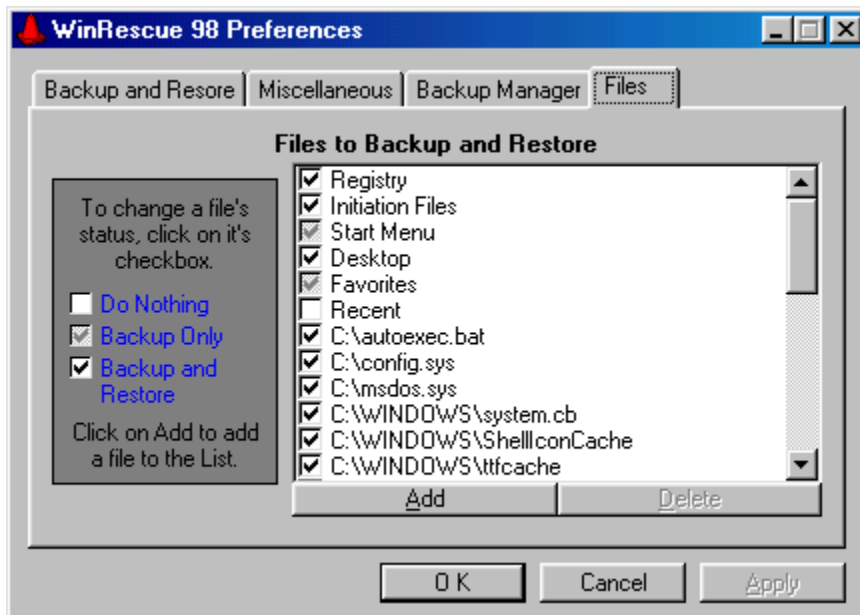 WinRescue 98 Preferences
Backup and Resore
Miscellaneous
Backup Manager
Files
Files to Backup and Restore
To change a file's
status, click on it's
checkbox.
Do Nothing
Backup Only
Backup and
Restore
Click on Add to add
a file to the List.
Registry
Initiation Files
Start Menu
Desktop
Favorites
Recent
C:\autoexec.bat
C:\config.sys
C:\msdos.sys
C:\WINDOWS\system.cb
C:\WINDOWS\ShellIconCache
C:\WINDOWS\ttfcache
Add
Delete
O K
Cancel
Apply